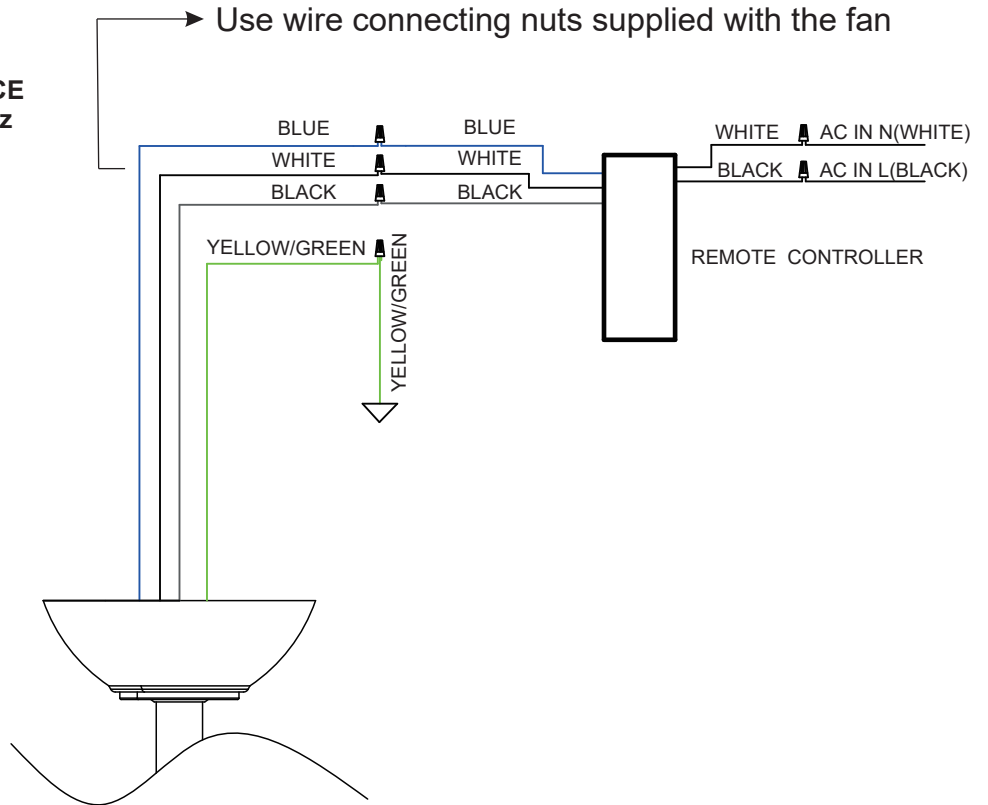 Use wire connecting nuts supplied with the fan
BLUE BLUE
WHITE WHITE
BLACK BLACK
YELLOW/GREEN
YELLOW/GREEN
WHITE AC IN N(WHITE)
BLACK AC IN L(BLACK)
REMOTE CONTROLLER